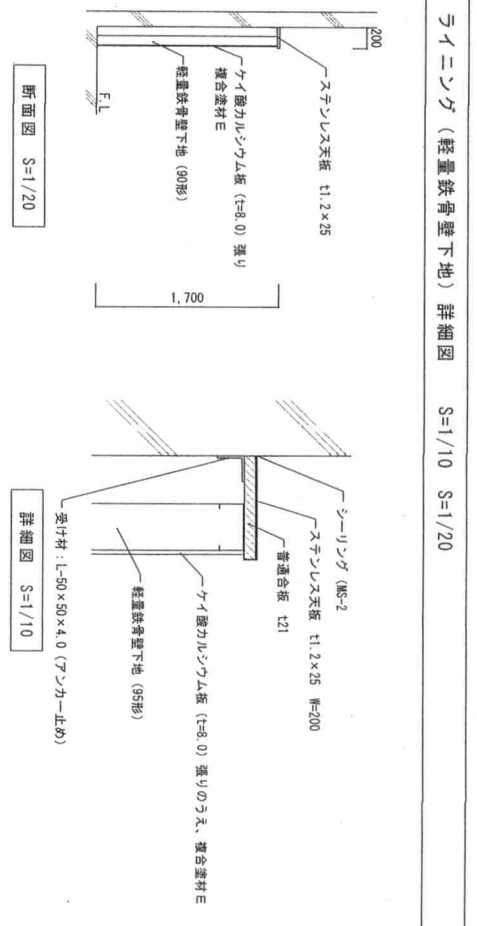 ライニング (軽量鉄骨壁下地) 詳細図 S=1/10 S=1/20
200
ステンレス天板 t1.2×25
ケイ酸カルシウム板 (t=8.0) 張り
複合塗材E
軽量鉄骨壁下地 (90形)
F.L
1,700
断面図 S=1/20
シーリング (MS-2
ステンレス天板 t1.2×25 W=200
普通合板 t21
ケイ酸カルシウム板 (t=8.0) 張りのうえ、複合塗材E
軽量鉄骨壁下地 (95形)
受け材:L-50×50×4.0 (アンカー止め)
詳細図 S=1/10